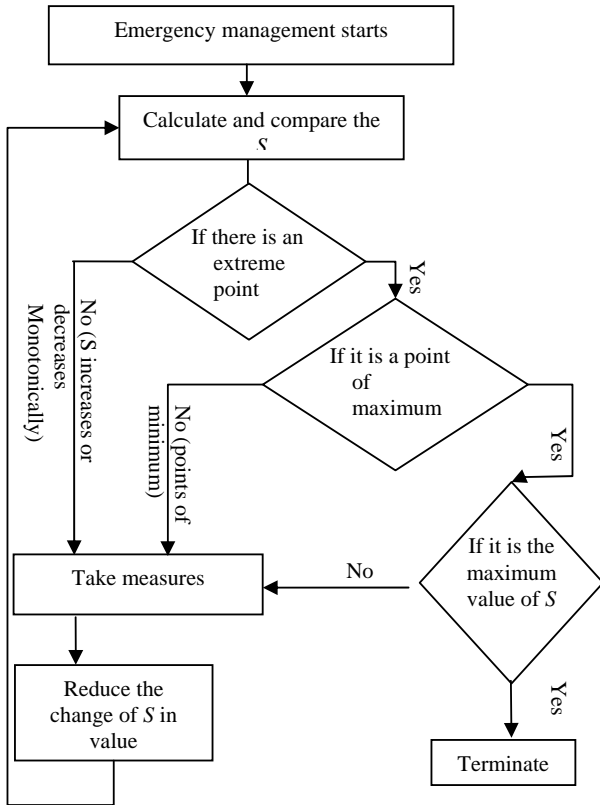 Emergency management starts
Calculate and compare the
S
If there is an
extreme
point
Yes
No (S increases or
decreases
Monotonically)
If it is a point
of
maximum
No (points of
minimum)
Yes
If it is the
maximum
value of S
No
Take measures
Yes
Reduce the
change of S in
value
Terminate